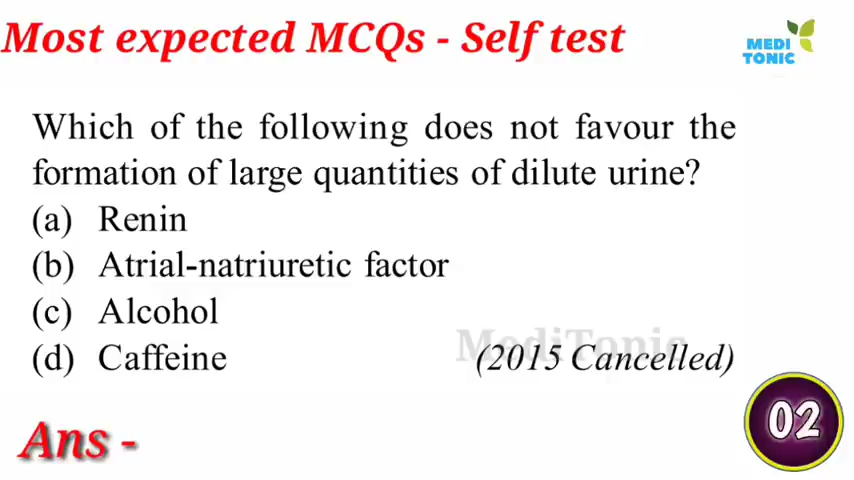 Most expected MCQs - Self test
MEDI
TONIC
Which of the following does not favour the
formation of large quantities of dilute urine?
(a) Renin
(b) Atrial-natriuretic factor
(c) Alcohol
MediTonic
(d) Caffeine (2015 Cancelled)
02
Ans -